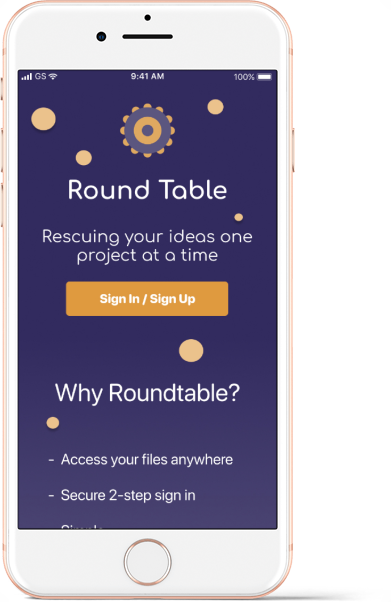 GS 9:41 AM 100%
Round Table
Rescuing your ideas one
project at a time
Sign In / Sign Up
Why Roundtable?
- Access your files anywhere
- Secure 2-step sign in